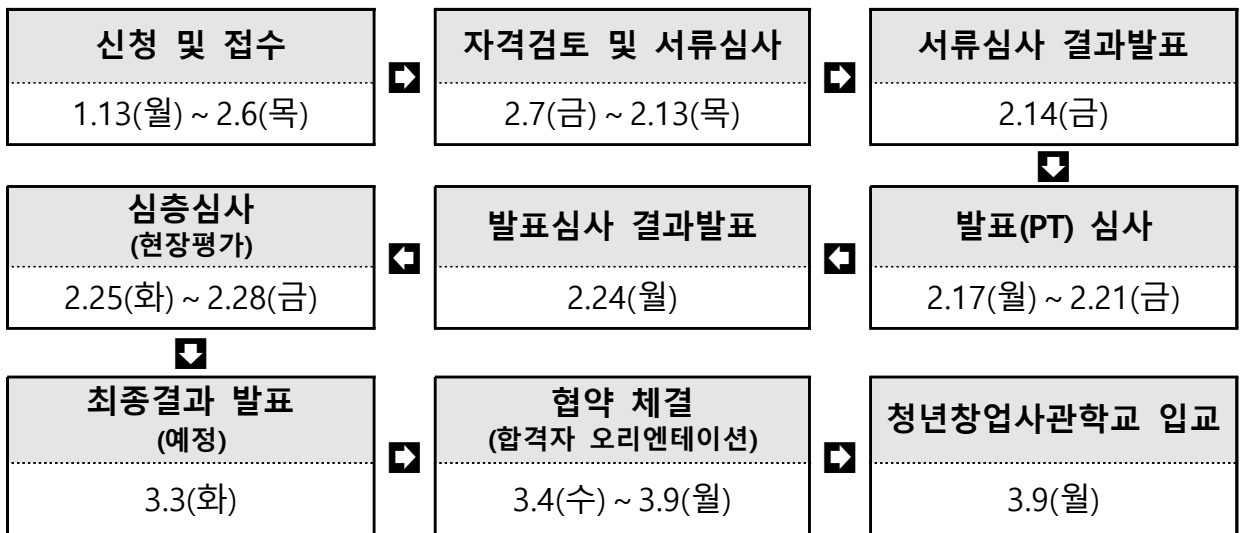 신청 및 접수
1.13(월) ~ 2.6(목)
자격검토 및 서류심사
2.7(금) ~ 2.13(목)
서류심사 결과발표
2.14(금)
발표(PT) 심사
2.17(월) ~ 2.21(금)
발표심사 결과발표
2.24(월)
심층심사
(현장평가)
2.25(화) ~ 2.28(금)
최종결과 발표
(예정)
3.3(화)
협약 체결
(합격자 오리엔테이션)
3.4(수) ~ 3.9(월)
청년창업사관학교 입교
3.9(월)